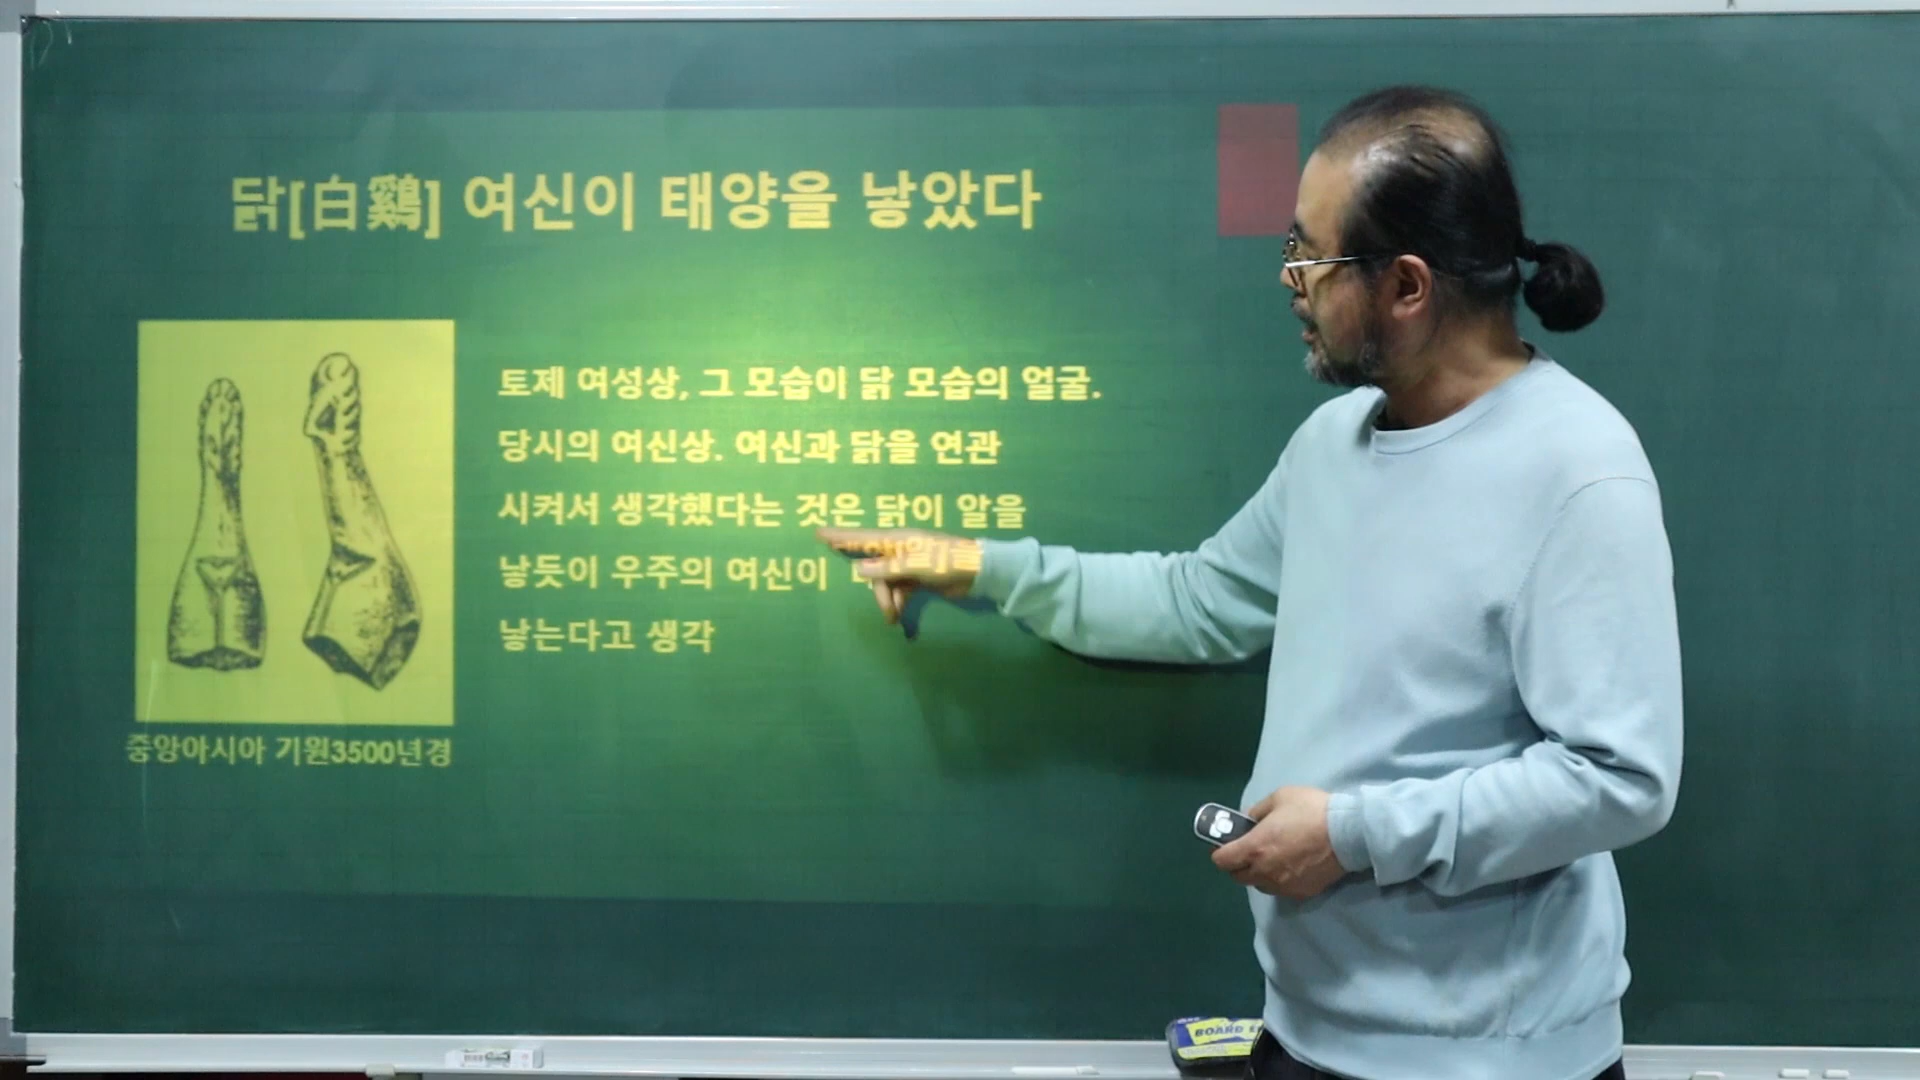 닭[白鷄] 여신이 태양을 낳았다
토제 여성상, 그 모습이 닭 모습의 얼굴.
당시의 여신상. 여신과 닭을 연관
시켜서 생각했다는 것은 닭이 알을
낳듯이 우주의 여신이
낳는다고 생각
중앙아시아 기원3500년경
BOARD